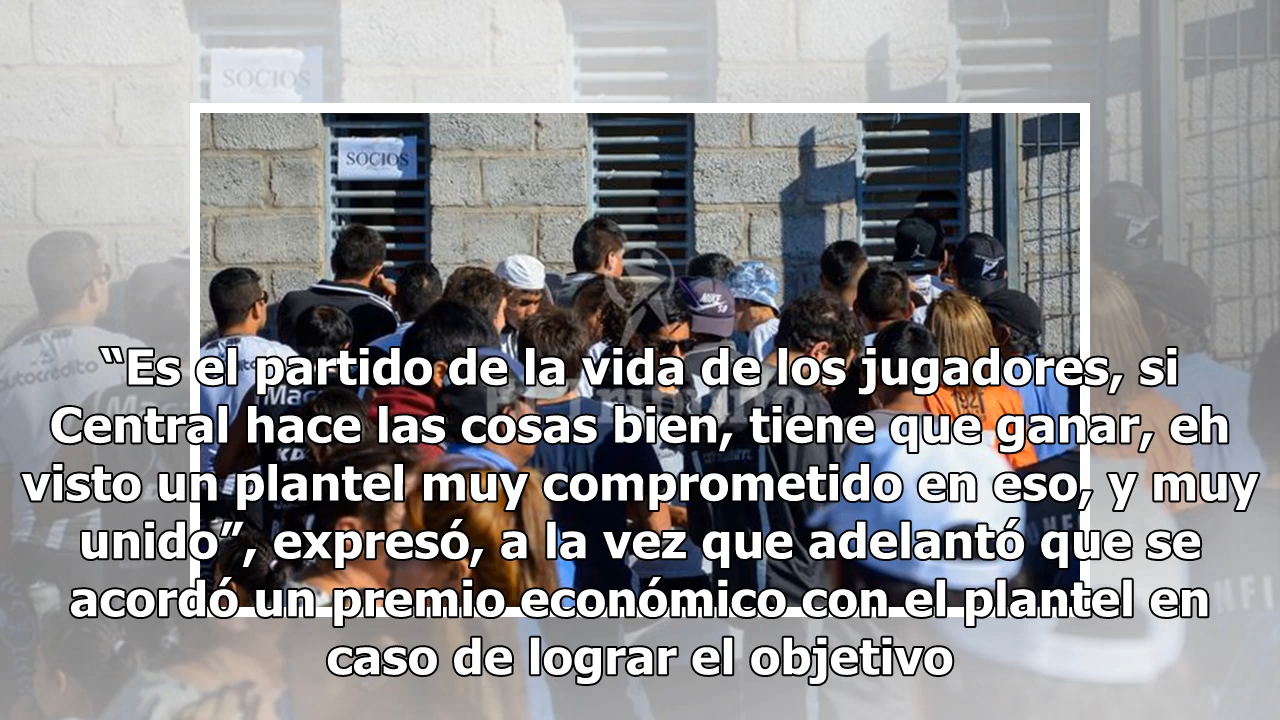 SOCIOS
SOCIOS
autocrédito
“Es el partido de la vida de los jugadores, si
Central hace las cosas bien, tiene que ganar, eh
visto un plantel muy comprometido en eso, y muy
unido”, expresó, a la vez que adelantó que se
acordó un premio económico con el plantel en
caso de lograr el objetivo
NIKE